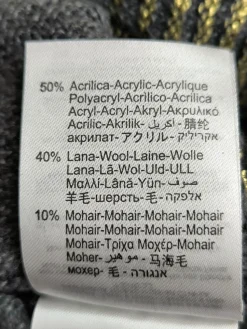 50% Acrilica-Acrylic-Acrylique
Polyacryl-Acrílico-Acrilica
Acryl-Acryl-Akryl-Ακρυλικό
Acrilic-Akrilik- اكريل - 腈纶
акрилат-アクリル- אקריליק
40% Lana-Wool-Laine-Wolle
Lana-Lã-Wol-Uld-ULL
Μαλλί-Lână-Yün- صوف -
羊毛-шерсть-毛- אלפקה
10% Mohair-Mohair-Mohair-Mohair
Mohair-Mohair-Mohair-Mohair
Mohair-Τρίχα Μοχέρ-Mohair
Moher- موهير - 马海毛
мохер- 毛 - אנגורה